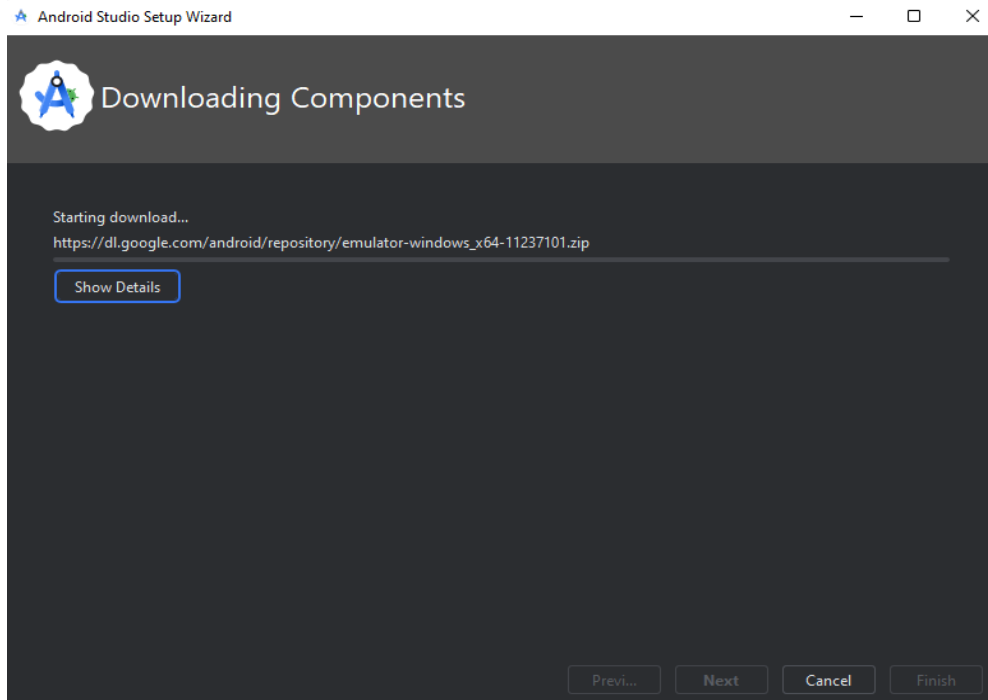 Android Studio Setup Wizard
Downloading Components
Starting download...
https://dl.google.com/android/repository/emulator-windows_x64-11237101.zip
Show Details
Previ...
Next
Cancel
Finish